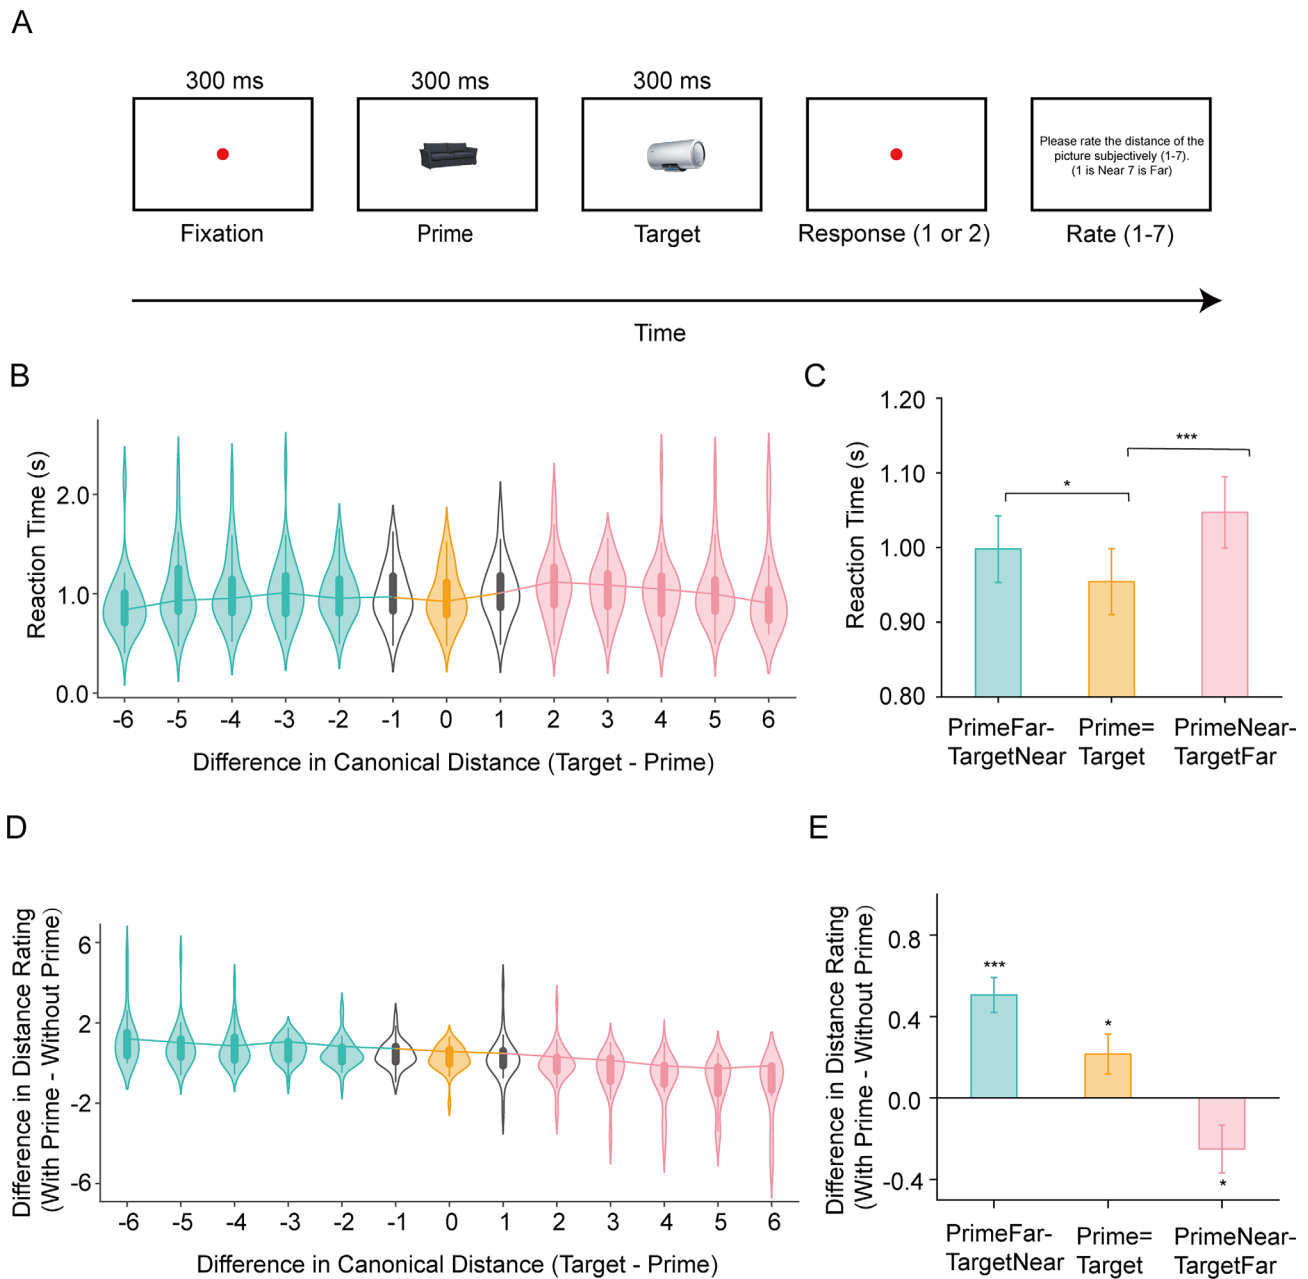 A
300 ms
300 ms
300 ms
Please rate the distance of the
picture subjectively (1-7).
(1 is Near 7 is Far)
Fixation
Prime
Target
Response (1 or 2)
Rate (1-7)
Time
B
Reaction Time (s)
2.0
1.0
0.0
-6 -5 -4 -3 -2 -1 0 1 2 3 4 5 6
Difference in Canonical Distance (Target - Prime)
C
Reaction Time (s)
1.20
1.10
1.00
0.90
0.80
*
***
PrimeFar-
TargetNear
Prime=
Target
PrimeNear-
TargetFar
D
Difference in Distance Rating
(With Prime - Without Prime)
6
2
-2
-6
-6 -5 -4 -3 -2 -1 0 1 2 3 4 5 6
Difference in Canonical Distance (Target - Prime)
E
Difference in Distance Rating
(With Prime - Without Prime)
0.8
0.4
0.0
-0.4
***
*
*
PrimeFar-
TargetNear
Prime=
Target
PrimeNear-
TargetFar